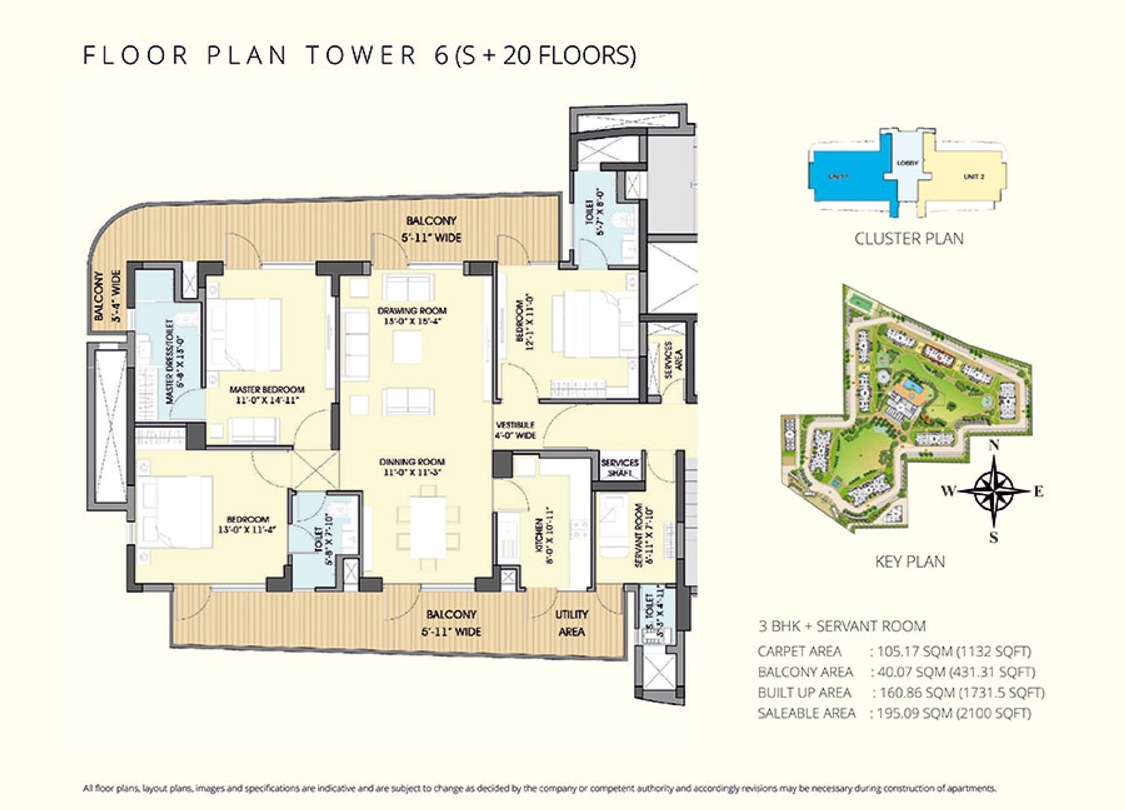 FLOOR PLAN TOWER 6 (S + 20 FLOORS)
BALCONY
5'-11" WIDE
BALCONY
3'-4" WIDE
TOILET
5'-7" X 8'-0"
MASTER DRESS/TOILET
5'-8" X 13'-0"
MASTER BEDROOM
11'-0" X 14'-11"
DRAWING ROOM
13'-0" X 15'-4"
BEDROOM
12'-1" X 11'-0"
SERVICES
AREA
VESTIBULE
4'-0" WIDE
DINNING ROOM
11'-0" X 11'-3"
SERVICES
SHAFT
BEDROOM
13'-0" X 11'-4"
TOILET
5'-8" X 7'-10"
KITCHEN
8'-0" X 10'-11"
SERVANT ROOM
6'-11" X 7'-10"
BALCONY
5'-11" WIDE
UTILITY
AREA
S. TOILET
3'-3" X 4'-11"
UNIT 1
LOBBY
UNIT 2
CLUSTER PLAN
N
W
E
S
KEY PLAN
3 BHK + SERVANT ROOM
CARPET AREA : 105.17 SQM (1132 SQFT)
BALCONY AREA : 40.07 SQM (431.31 SQFT)
BUILT UP AREA : 160.86 SQM (1731.5 SQFT)
SALEABLE AREA : 195.09 SQM (2100 SQFT)
All floor plans, layout plans, images and specifications are indicative and are subject to change as decided by the company or competent authority and accordingly revisions may be necessary during construction of apartments.